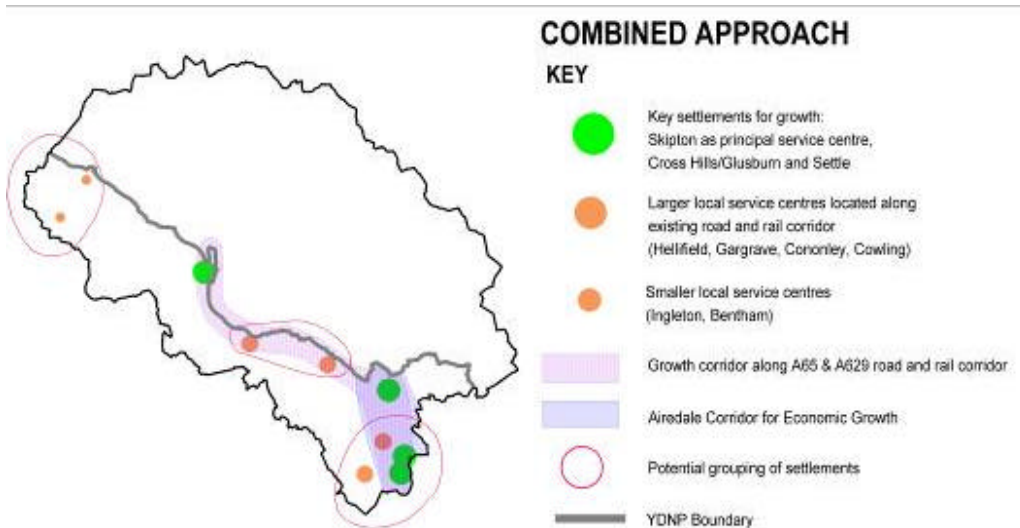 COMBINED APPROACH
KEY
Key settlements for growth:
Skipton as principal service centre,
Cross Hills/Glusburn and Settle
Larger local service centres located along
existing road and rail corridor
(Hellifield, Gargrave, Cononley, Cowling)
Smaller local service centres
(Ingleton, Bentham)
Growth corridor along A65 & A629 road and rail corridor
Airedale Corridor for Economic Growth
Potential grouping of settlements
YDNP Boundary